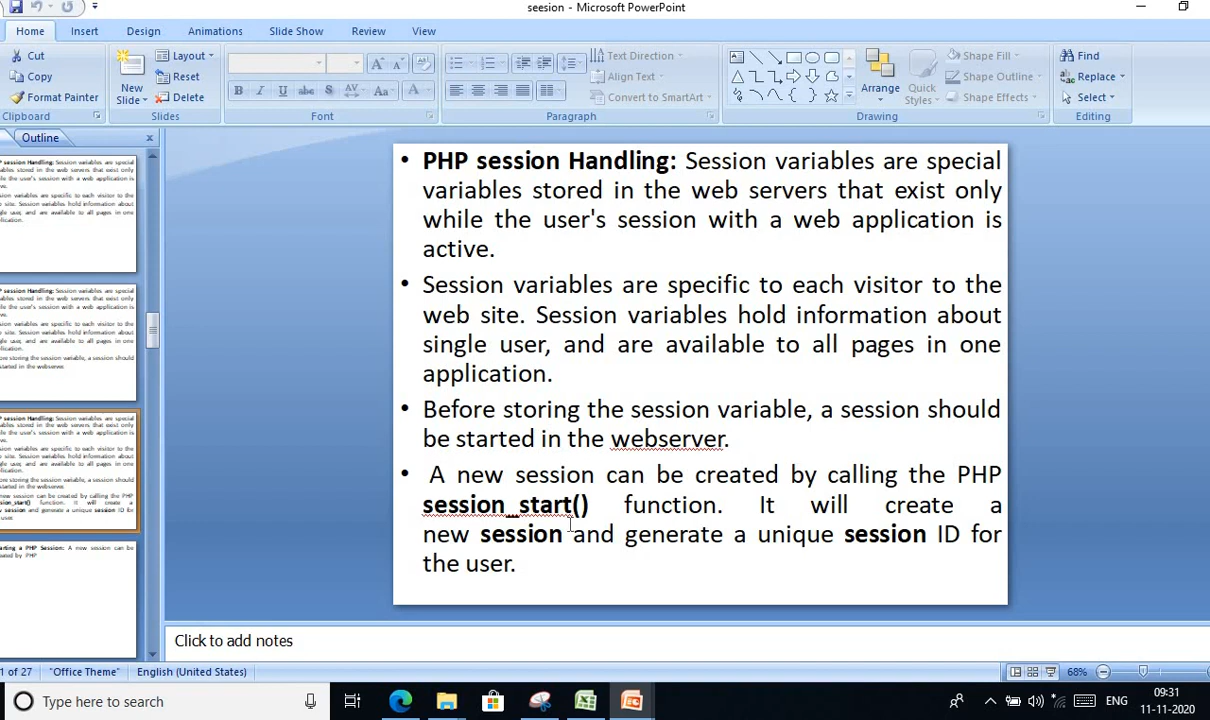 seesion - Microsoft PowerPoint
Home Insert Design Animations Slide Show Review View
Cut
Copy
Format Painter
Clipboard
New
Slide
Layout
Reset
Delete
Slides
B I U abc S AV Aa A
Font
Text Direction
Align Text
Convert to SmartArt
Paragraph
Arrange
Quick
Styles
Shape Fill
Shape Outline
Shape Effects
Drawing
Find
Replace
Select
Editing
Outline
• PHP session Handling: Session variables are special
variables stored in the web servers that exist only
while the user's session with a web application is
active.
• Session variables are specific to each visitor to the
web site. Session variables hold information about
single user, and are available to all pages in one
application.
• Before storing the session variable, a session should
be started in the webserver.
• A new session can be created by calling the PHP
session_start() function. It will create a
new session and generate a unique session ID for
the user.
Click to add notes
1 of 27 "Office Theme" English (United States) 68%
Type here to search
ENG
09:31
11-11-2020